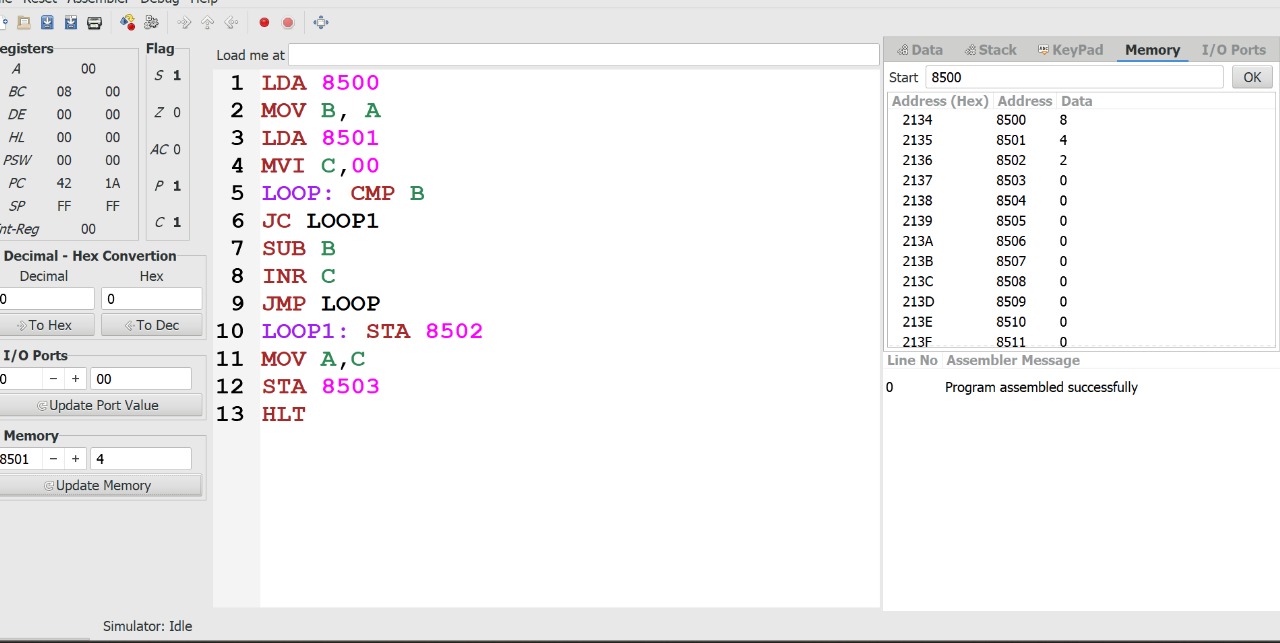 Reset Assembler Debug Help
Registers
A 00
BC 08 00
DE 00 00
HL 00 00
PSW 00 00
PC 42 1A
SP FF FF
Int-Reg 00
Flag
S 1
Z 0
AC 0
P 1
C 1
Decimal - Hex Convertion
Decimal Hex
0 0
To Hex To Dec
I/O Ports
0 − + 00
Update Port Value
Memory
8501 − + 4
Update Memory
Load me at
1 LDA 8500
2 MOV B, A
3 LDA 8501
4 MVI C,00
5 LOOP: CMP B
6 JC LOOP1
7 SUB B
8 INR C
9 JMP LOOP
10 LOOP1: STA 8502
11 MOV A,C
12 STA 8503
13 HLT
Data Stack KeyPad Memory I/O Ports
Start 8500 OK
Address (Hex) Address Data
2134 8500 8
2135 8501 4
2136 8502 2
2137 8503 0
2138 8504 0
2139 8505 0
213A 8506 0
213B 8507 0
213C 8508 0
213D 8509 0
213E 8510 0
213F 8511 0
Line No Assembler Message
0 Program assembled successfully
Simulator: Idle